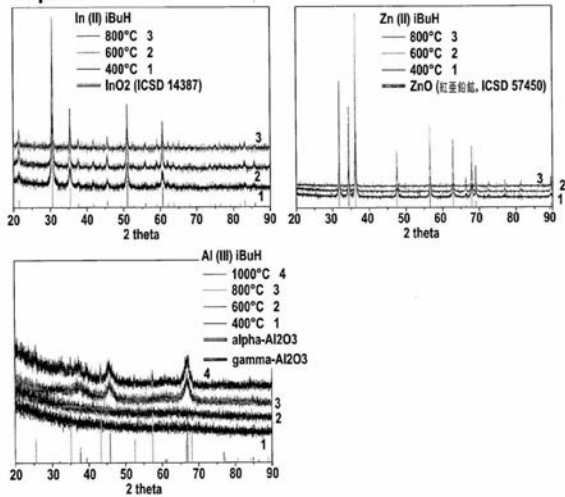 In (II) iBuH
800°C 3
600°C 2
400°C 1
InO2 (ICSD 14387)
3
2
1
20 30 40 50 60 70 80 90
2 theta
Zn (II) iBuH
800°C 3
600°C 2
400°C 1
ZnO (紅亜鉛鉱, ICSD 57450)
3
2
1
20 30 40 50 60 70 80 90
2 theta
Al (III) iBuH
1000°C 4
800°C 3
600°C 2
400°C 1
alpha-Al2O3
gamma-Al2O3
4
3
2
1
20 30 40 50 60 70 80 90
2 theta